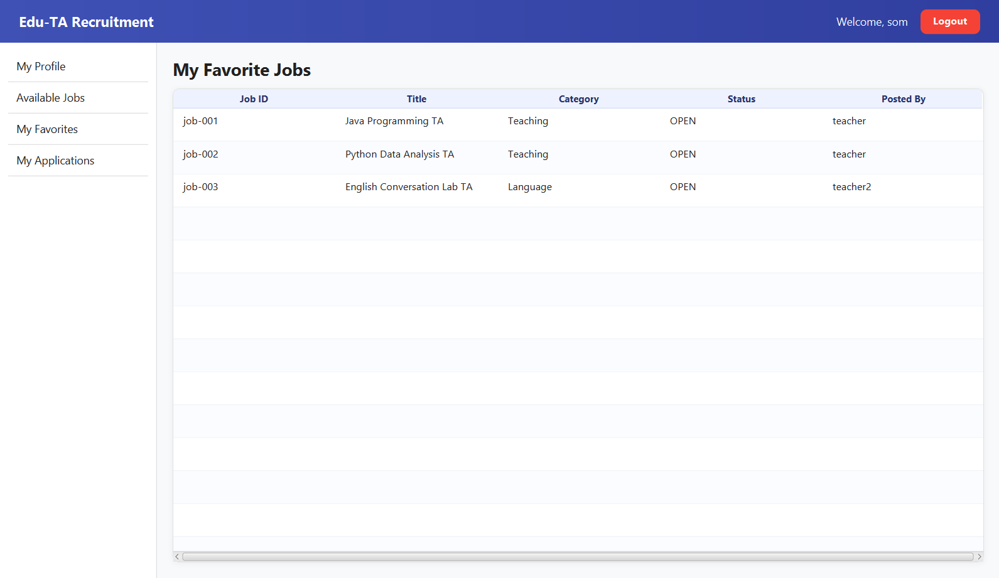 Edu-TA Recruitment
Welcome, som
Logout
My Profile
Available Jobs
My Favorites
My Applications
My Favorite Jobs
Job ID Title Category Status Posted By
job-001 Java Programming TA Teaching OPEN teacher
job-002 Python Data Analysis TA Teaching OPEN teacher
job-003 English Conversation Lab TA Language OPEN teacher2